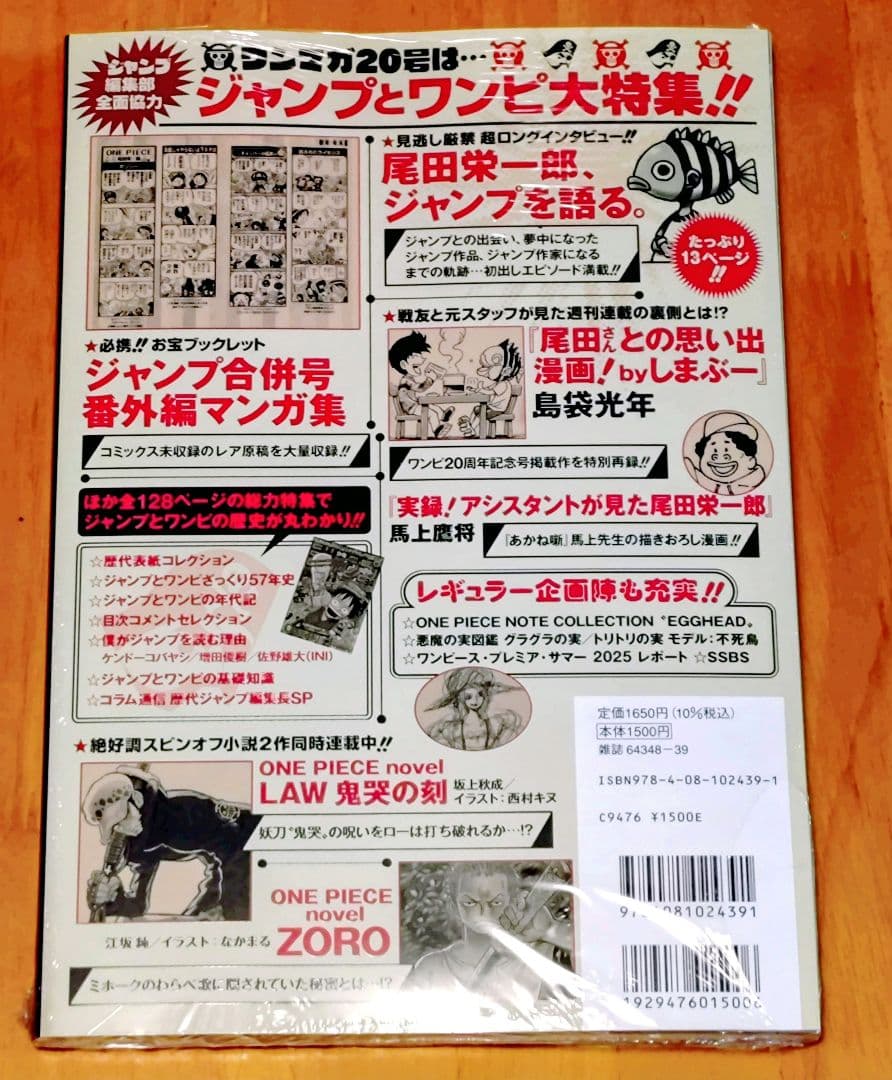 ジャンプ
編集部
全面協力
ワンマガ20号は…
ジャンプとワンピ大特集!!
ONE PIECE
★見逃し厳禁 超ロングインタビュー!!
尾田栄一郎、
ジャンプを語る。
ジャンプとの出会い、夢中になった
ジャンプ作品、ジャンプ作家になる
までの軌跡…初出しエピソード満載!!
たっぷり
13ページ
!!
★必携!! お宝ブックレット
ジャンプ合併号
番外編マンガ集
コミックス未収録のレア原稿を大量収録!!
★戦友と元スタッフが見た週刊連載の裏側とは!?
『尾田さんとの思い出
漫画!byしまぶー』
島袋光年
ワンピ20周年記念号掲載作を特別再録!!
『実録!アシスタントが見た尾田栄一郎』
馬上鷹将
『あかね噺』馬上先生の描きおろし漫画!!
ほか全128ページの総力特集で
ジャンプとワンピの歴史が丸わかり!!
☆歴代表紙コレクション
☆ジャンプとワンピざっくり57年史
☆ジャンプとワンピの年代記
☆目次コメントセレクション
☆僕がジャンプを読む理由
ケンドーコバヤシ/増田俊樹/佐野雄大(INI)
☆ジャンプとワンピの基礎知識
☆コラム通信 歴代ジャンプ編集長SP
レギュラー企画陣も充実!!
☆ONE PIECE NOTE COLLECTION〝EGGHEAD〟
☆悪魔の実図鑑 グラグラの実/トリトリの実 モデル:不死鳥
☆ワンピース・プレミア・サマー 2025 レポート ☆SSBS
★絶好調スピンオフ小説2作同時連載中!!
ONE PIECE novel
LAW 鬼哭の刻
坂上秋成/
イラスト:西村キヌ
妖刀〝鬼哭〟の呪いをローは打ち破れるか…!?
ONE PIECE
novel
ZORO
江坂 純/イラスト:なかまる
ミホークのわらべ歌に隠されていた秘密とは…!?
定価1650円(10%税込)
本体1500円
雑誌 64348-39
ISBN978-4-08-102439-1
C9476 ¥1500E
9784081024391
1929476015006